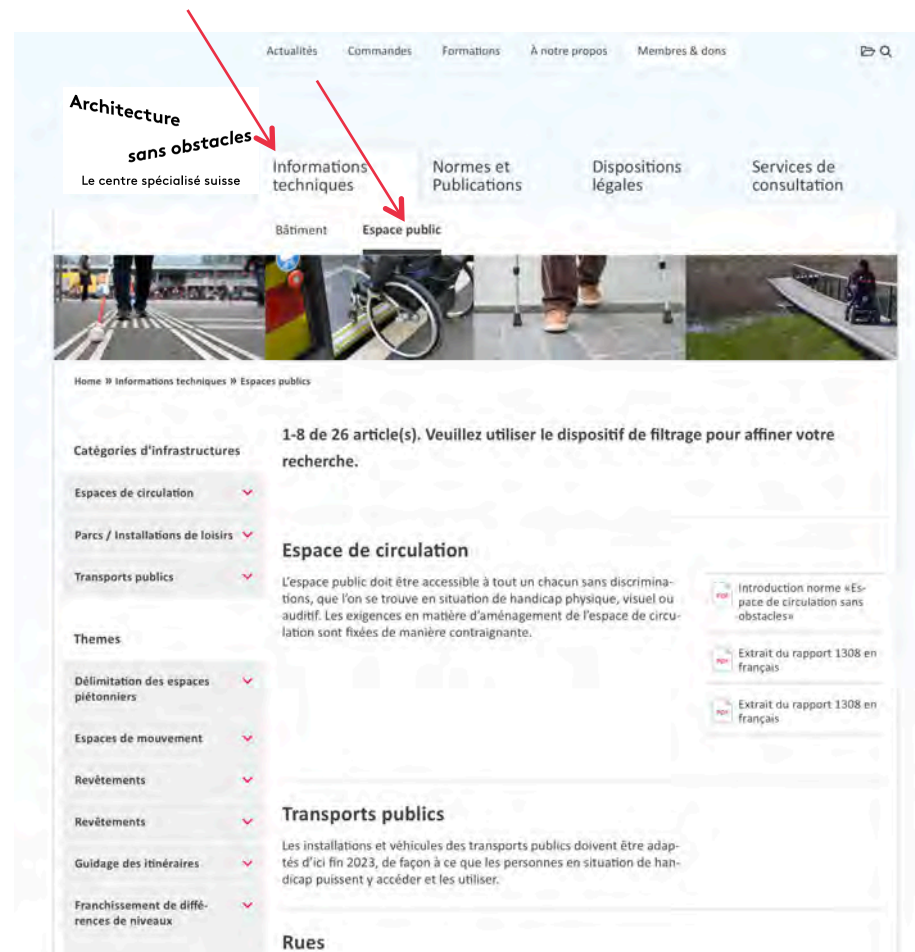 Actualités Commandes Formations À notre propos Membres & dons
Architecture
sans obstacles
Le centre spécialisé suisse
Informations
techniques
Normes et
Publications
Dispositions
légales
Services de
consultation
Bâtiment Espace public
Home » Informations techniques » Espaces publics
Catégories d'infrastructures
Espaces de circulation
Parcs / Installations de loisirs
Transports publics
Themes
Délimitation des espaces
piétonniers
Espaces de mouvement
Revêtements
Revêtements
Guidage des itinéraires
Franchissement de diffé-
rences de niveaux
1-8 de 26 article(s). Veuillez utiliser le dispositif de filtrage pour affiner votre
recherche.
Espace de circulation
L'espace public doit être accessible à tout un chacun sans discrimina-
tions, que l'on se trouve en situation de handicap physique, visuel ou
auditif. Les exigences en matière d'aménagement de l'espace de circu-
lation sont fixées de manière contraignante.
PDF Introduction norme «Es-
pace de circulation sans
obstacles»
PDF Extrait du rapport 1308 en
français
PDF Extrait du rapport 1308 en
français
Transports publics
Les installations et véhicules des transports publics doivent être adap-
tés d'ici fin 2023, de façon à ce que les personnes en situation de han-
dicap puissent y accéder et les utiliser.
Rues